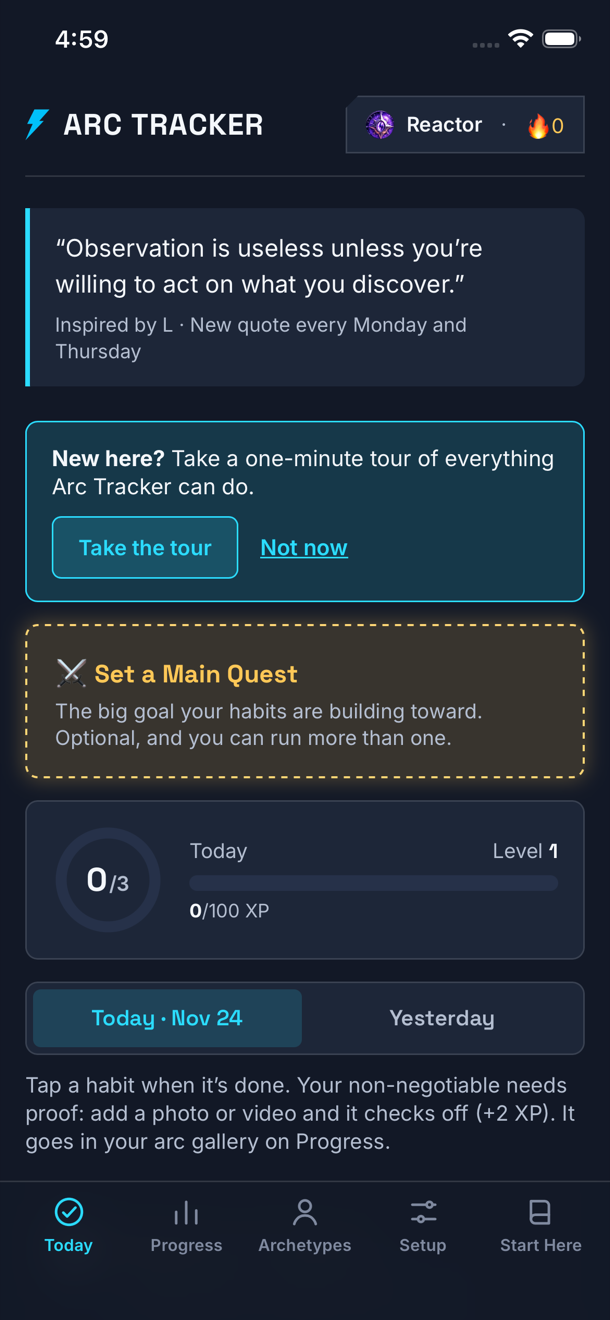 4:59
ARC TRACKER
Reactor · 🔥0
“Observation is useless unless you’re
willing to act on what you discover.”
Inspired by L · New quote every Monday and
Thursday
New here? Take a one-minute tour of everything
Arc Tracker can do.
Take the tour
Not now
⚔️ Set a Main Quest
The big goal your habits are building toward.
Optional, and you can run more than one.
0/3
Today
Level 1
0/100 XP
Today · Nov 24
Yesterday
Tap a habit when it’s done. Your non-negotiable needs
proof: add a photo or video and it checks off (+2 XP). It
goes in your arc gallery on Progress.
Today
Progress
Archetypes
Setup
Start Here